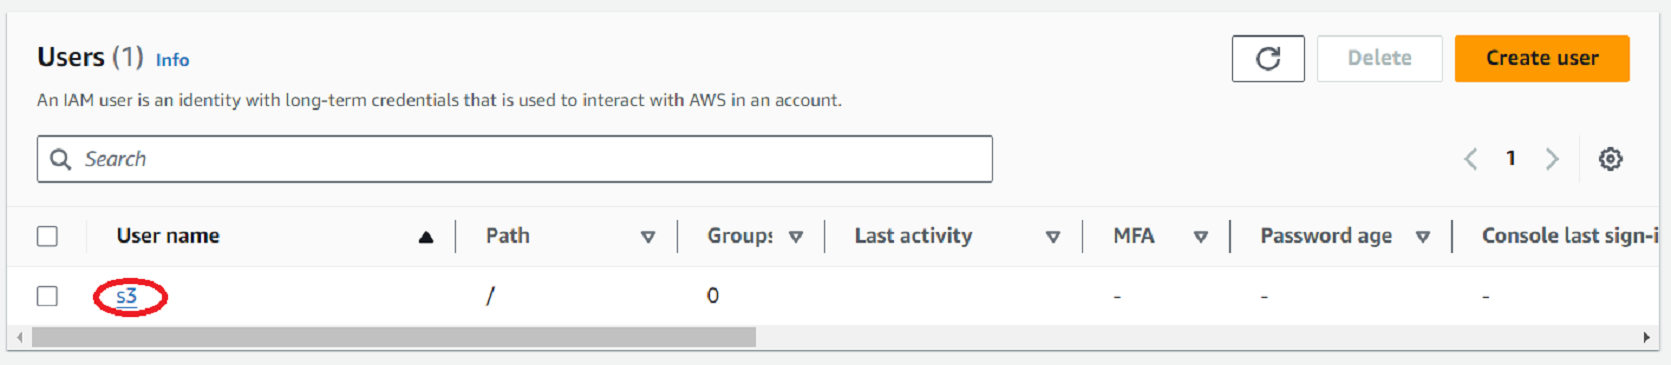 Users (1) Info
Delete
Create user
An IAM user is an identity with long-term credentials that is used to interact with AWS in an account.
Search
1
User name Path Groups Last activity MFA Password age Console last sign-i
s3 / 0 - - -